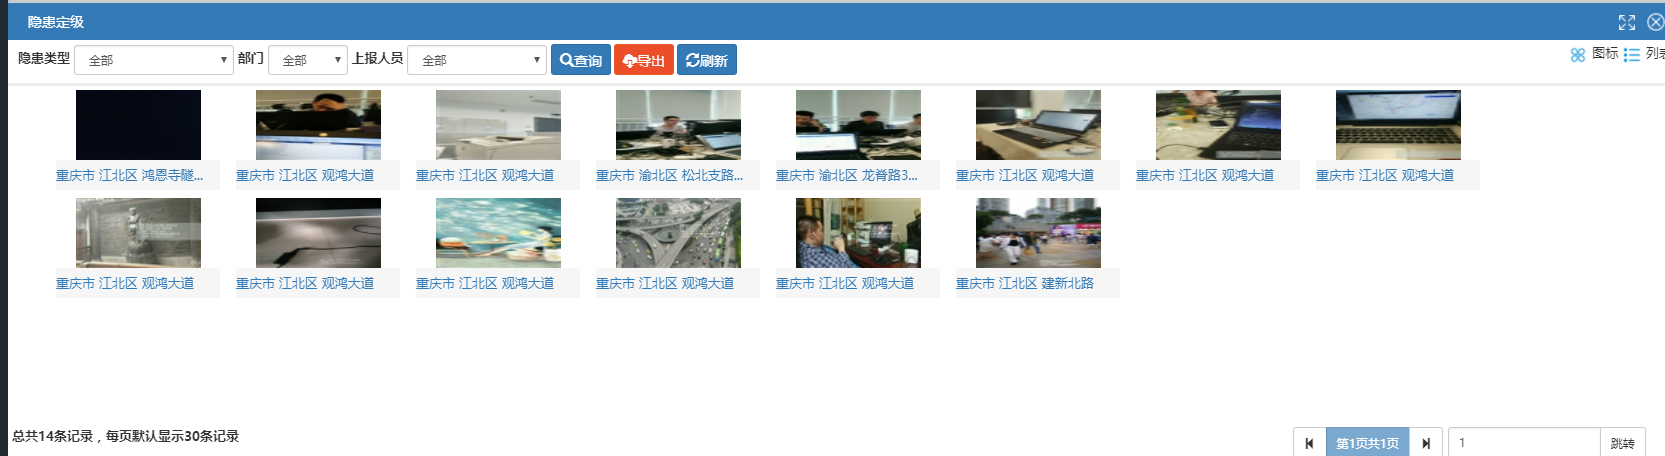 隐患定级
隐患类型 全部 部门 全部 上报人员 全部 查询 导出 刷新 图标 列表
重庆市 江北区 鸿恩寺隧... 重庆市 江北区 观鸿大道 重庆市 江北区 观鸿大道 重庆市 渝北区 松北支路... 重庆市 渝北区 龙脊路3... 重庆市 江北区 观鸿大道 重庆市 江北区 观鸿大道 重庆市 江北区 观鸿大道
重庆市 江北区 观鸿大道 重庆市 江北区 观鸿大道 重庆市 江北区 观鸿大道 重庆市 江北区 观鸿大道 重庆市 江北区 观鸿大道 重庆市 江北区 建新北路
总共14条记录，每页默认显示30条记录 第1页共1页 1 跳转